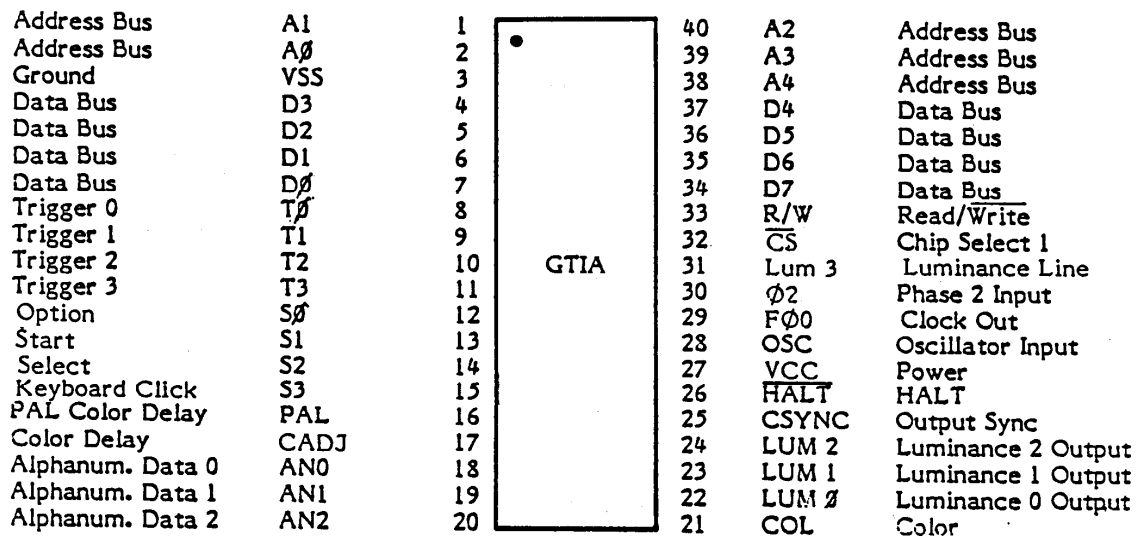 Address Bus A1 1 40 A2 Address Bus
Address Bus AØ 2 39 A3 Address Bus
Ground VSS 3 38 A4 Address Bus
Data Bus D3 4 37 D4 Data Bus
Data Bus D2 5 36 D5 Data Bus
Data Bus D1 6 35 D6 Data Bus
Data Bus DØ 7 34 D7 Data Bus
Trigger 0 TØ 8 33 R/W̅ Read/W̅r̅i̅t̅e̅
Trigger 1 T1 9 32 C̅S̅ Chip Select 1
Trigger 2 T2 10 GTIA 31 Lum 3 Luminance Line
Trigger 3 T3 11 30 Ø2 Phase 2 Input
Option SØ 12 29 FØ0 Clock Out
Start S1 13 28 OSC Oscillator Input
Select S2 14 27 VCC Power
Keyboard Click S3 15 26 H̅A̅L̅T̅ HALT
PAL Color Delay PAL 16 25 CSYNC Output Sync
Color Delay CADJ 17 24 LUM 2 Luminance 2 Output
Alphanum. Data 0 AN0 18 23 LUM 1 Luminance 1 Output
Alphanum. Data 1 AN1 19 22 LUM Ø Luminance 0 Output
Alphanum. Data 2 AN2 20 21 COL Color